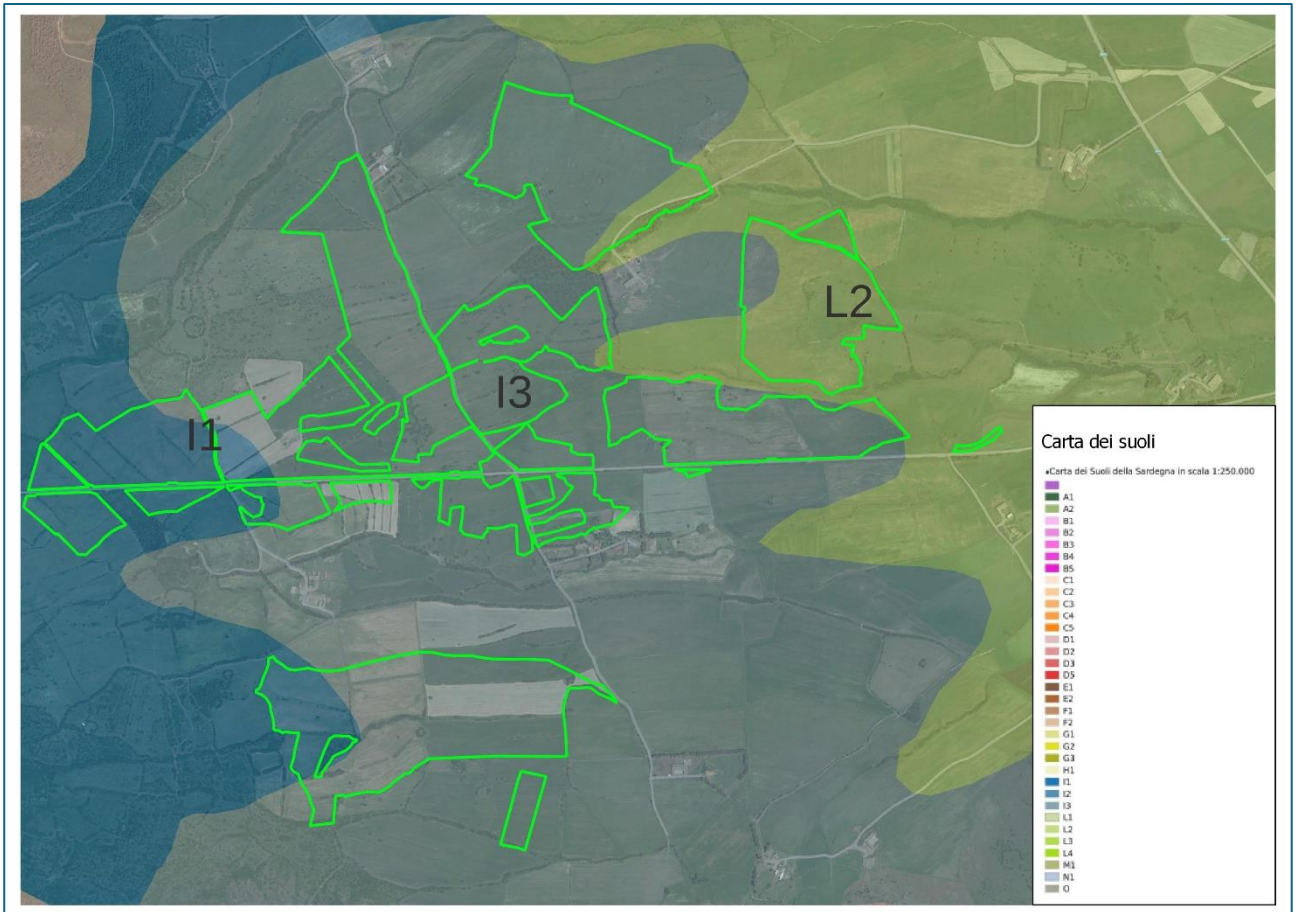 L2
I3
I1
Carta dei suoli
Carta dei Suoli della Sardegna in scala 1:250.000
A1
A2
B1
B2
B3
B4
B5
C1
C2
C3
C4
C5
D1
D2
D3
D5
E1
E2
F1
F2
G1
G2
G3
H1
I1
I2
I3
L1
L2
L3
L4
M1
N1
O